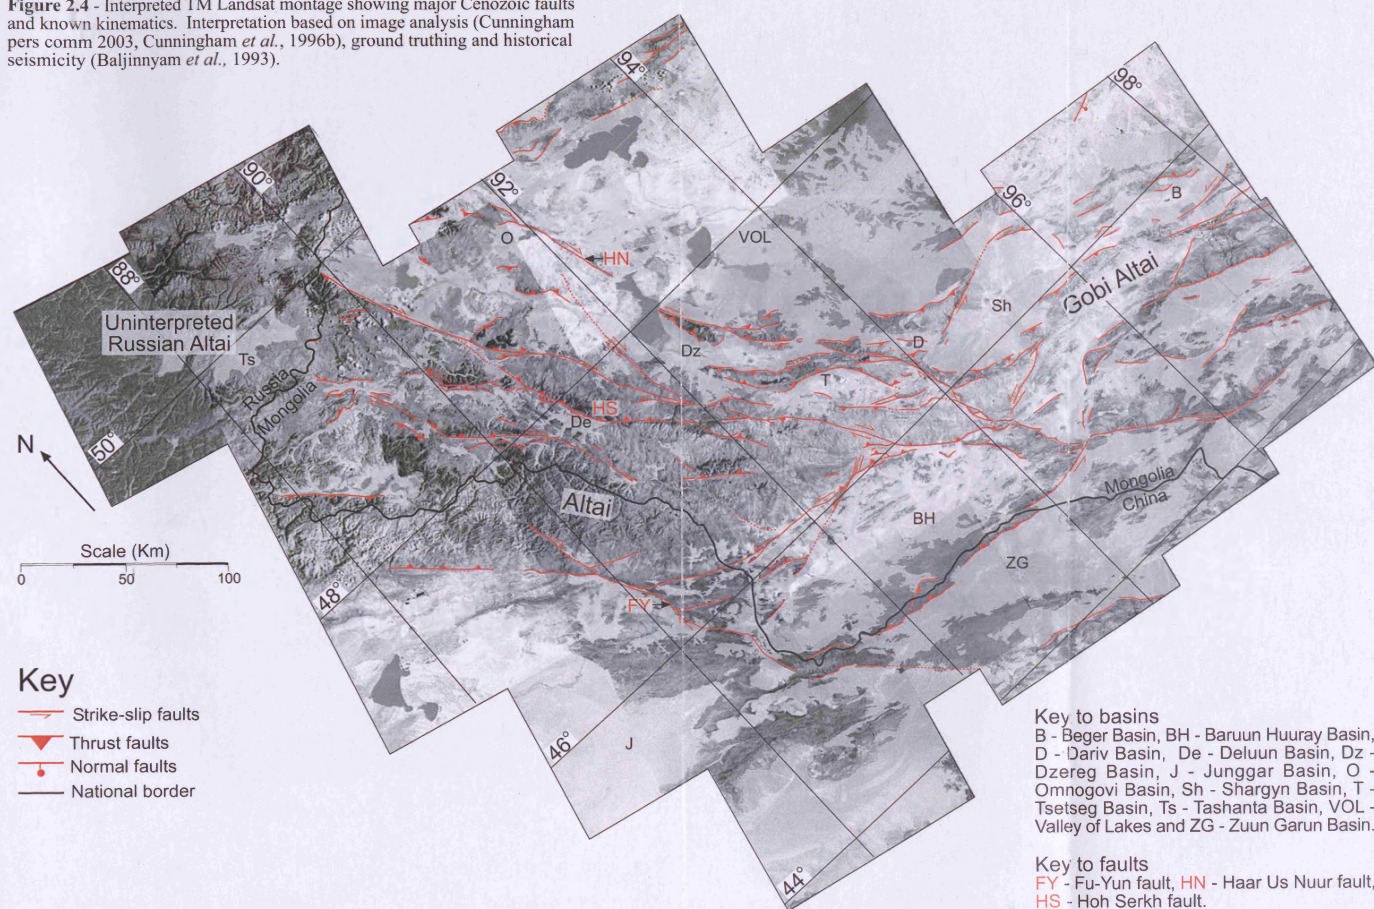 Figure 2.4 - Interpreted TM Landsat montage showing major Cenozoic faults
and known kinematics. Interpretation based on image analysis (Cunningham
pers comm 2003, Cunningham et al., 1996b), ground truthing and historical
seismicity (Baljinnyam et al., 1993).
94°
98°
90°
92°
96°
88°
B
O
VOL
HN
Gobi Altai
Sh
Uninterpreted
Russian Altai
Ts
Dz
D
T
Russia
Mongolia
HS
De
50°
N
Altai
Mongolia
China
BH
ZG
Scale (Km)
0 50 100
48°
FY
46°
J
44°
Key
Strike-slip faults
Thrust faults
Normal faults
National border
Key to basins
B - Beger Basin, BH - Baruun Huuray Basin,
D - Dariv Basin, De - Deluun Basin, Dz -
Dzereg Basin, J - Junggar Basin, O -
Omnogovi Basin, Sh - Shargyn Basin, T -
Tsetseg Basin, Ts - Tashanta Basin, VOL -
Valley of Lakes and ZG - Zuun Garun Basin.
Key to faults
FY - Fu-Yun fault, HN - Haar Us Nuur fault,
HS - Hoh Serkh fault.